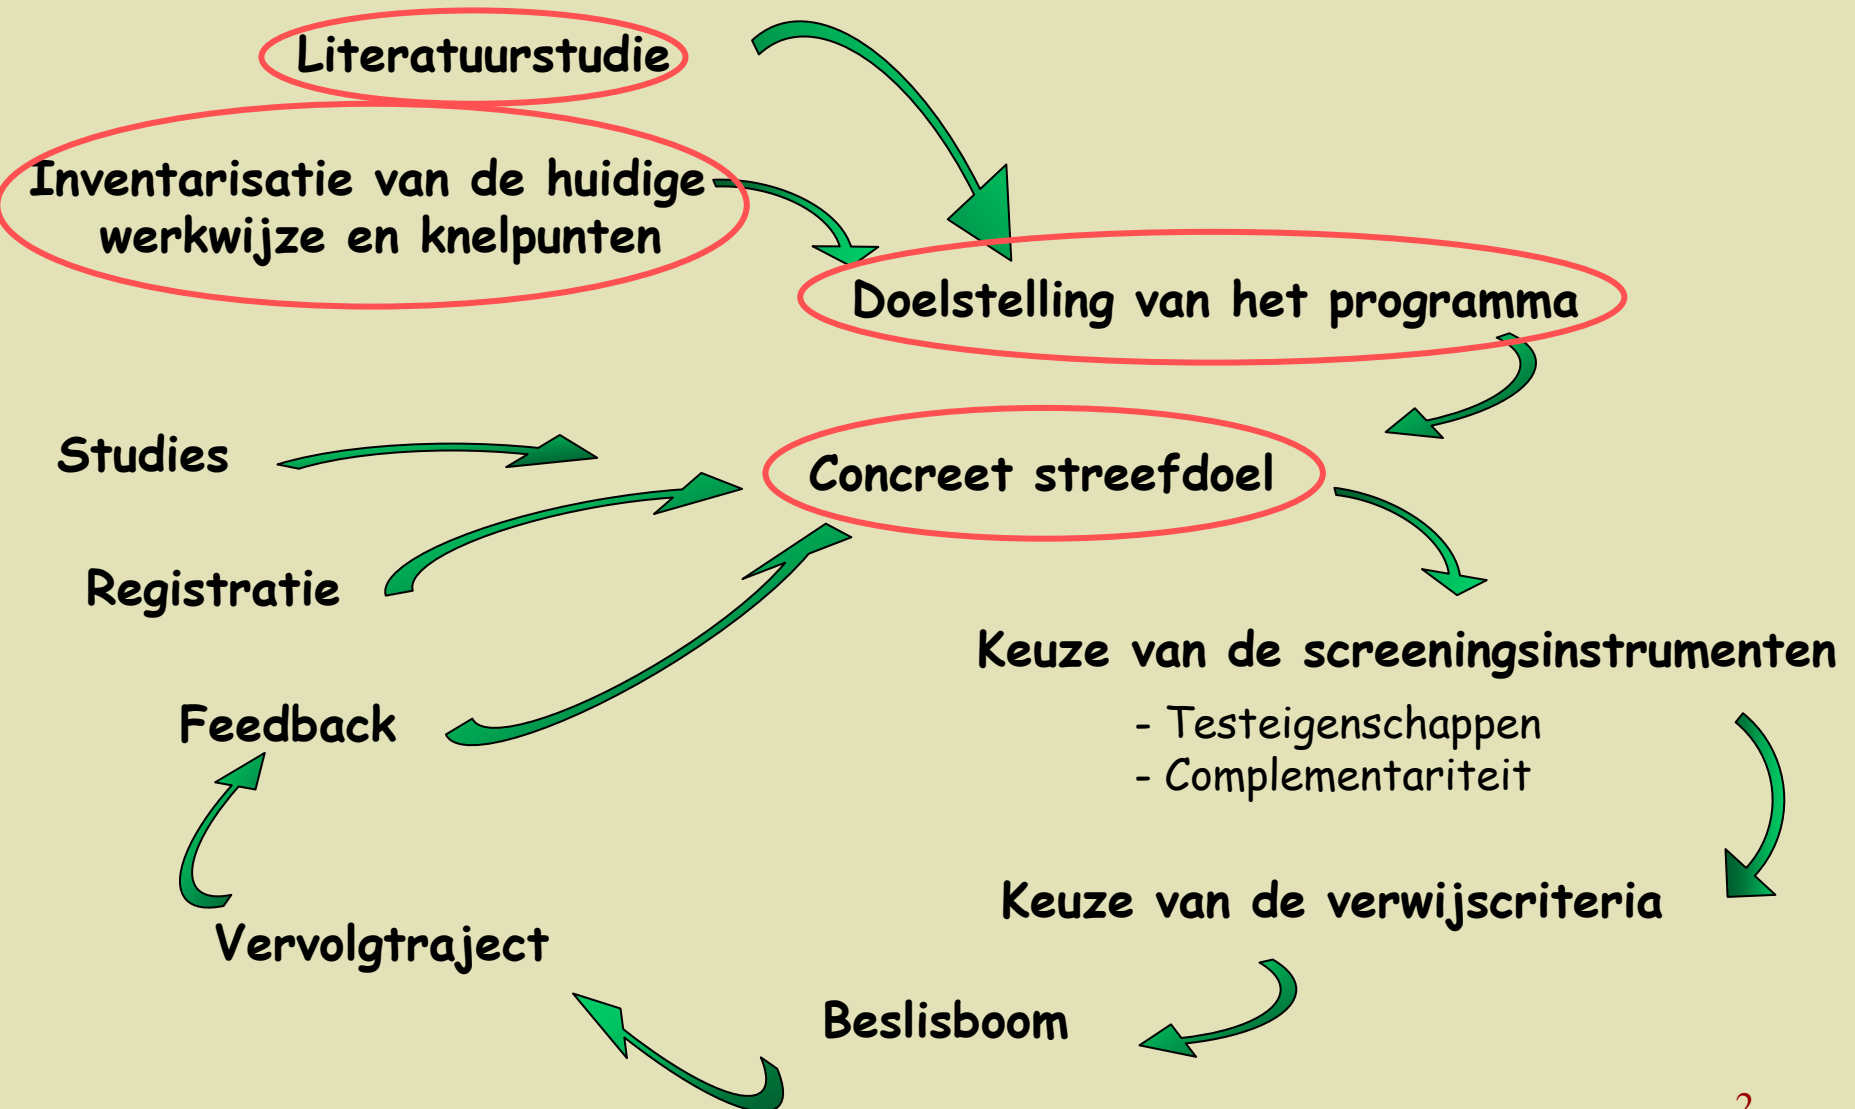 Literatuurstudie
Inventarisatie van de huidige
werkwijze en knelpunten
Doelstelling van het programma
Studies
Concreet streefdoel
Registratie
Keuze van de screeningsinstrumenten
Feedback
- Testeigenschappen
- Complementariteit
Keuze van de verwijscriteria
Vervolgtraject
Beslisboom
2